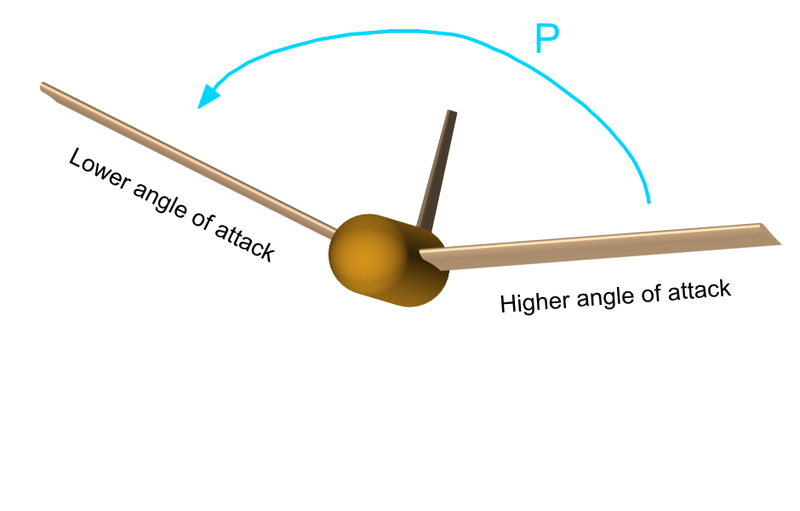 P
Lower angle of attack
Higher angle of attack